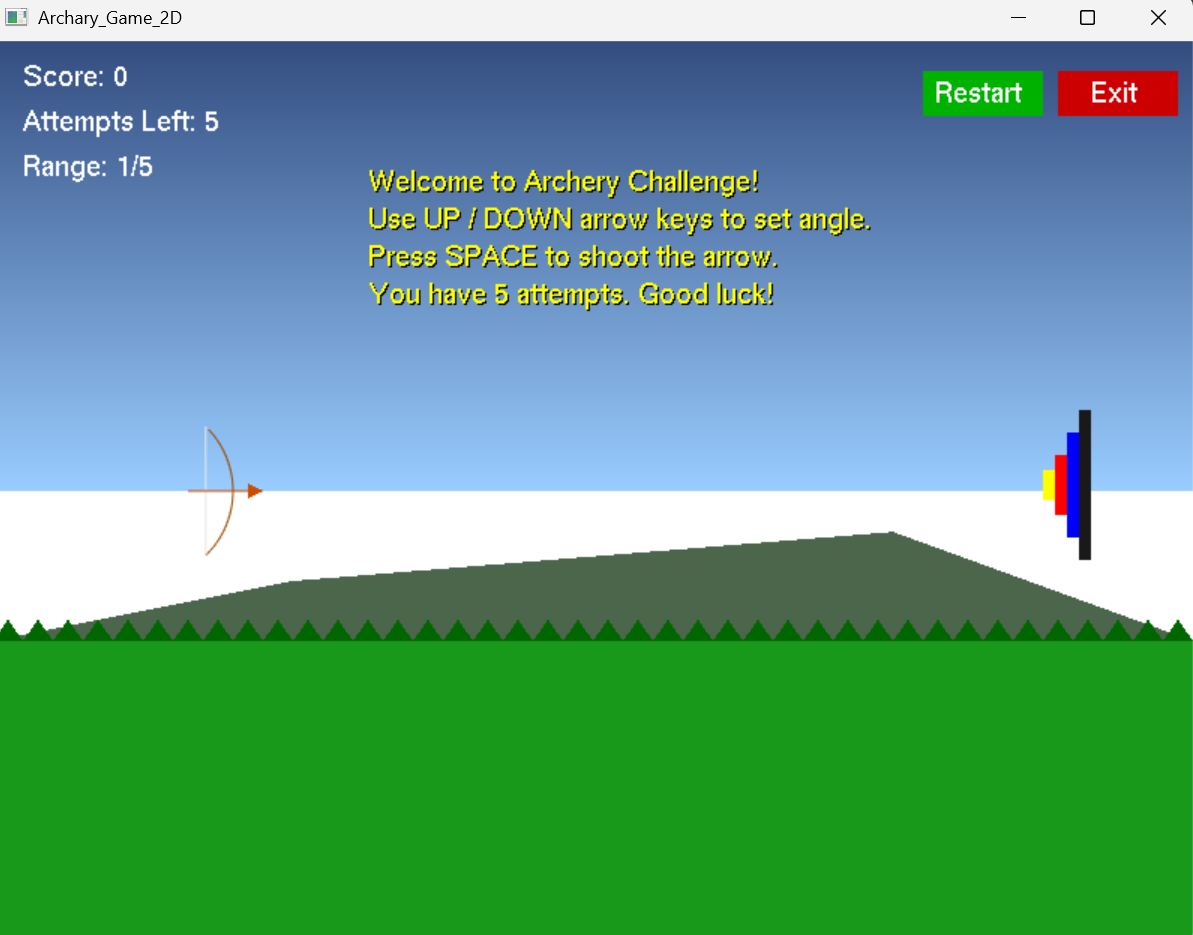 Archary_Game_2D
Score: 0
Attempts Left: 5
Range: 1/5
Restart
Exit
Welcome to Archery Challenge!
Use UP / DOWN arrow keys to set angle.
Press SPACE to shoot the arrow.
You have 5 attempts. Good luck!